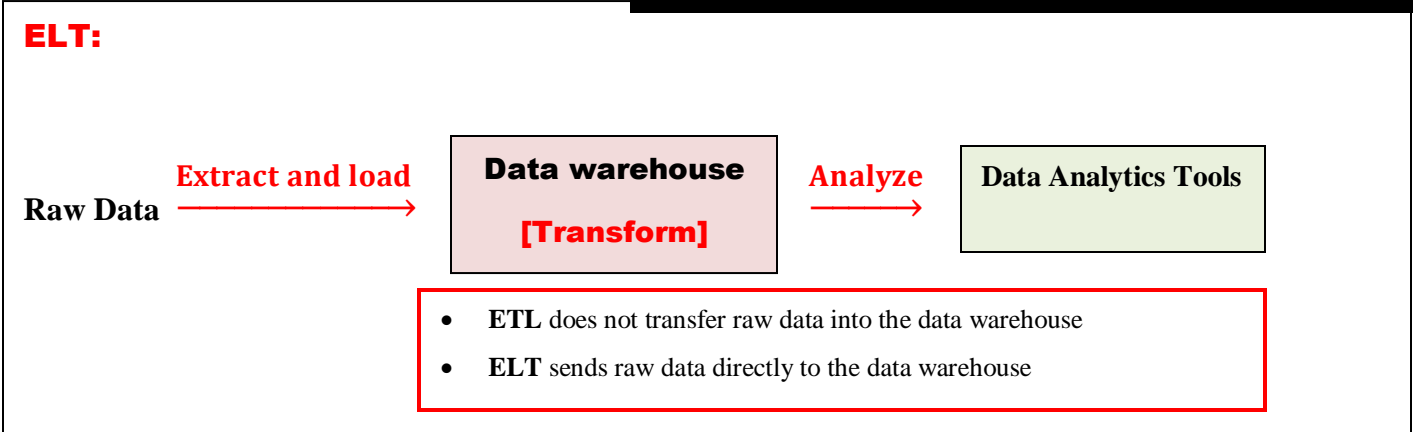 ELT:
Extract and load
Raw Data
Data warehouse
[Transform]
Analyze
Data Analytics Tools
• ETL does not transfer raw data into the data warehouse
• ELT sends raw data directly to the data warehouse